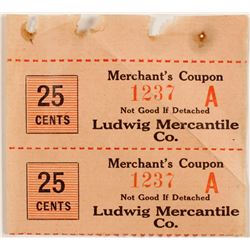 Merchant's Coupon
25 CENTS
1237 A
Not Good If Detached
Ludwig Mercantile
Co.
Merchant's Coupon
25 CENTS
1237 A
Not Good If Detached
Ludwig Mercantile
Co.